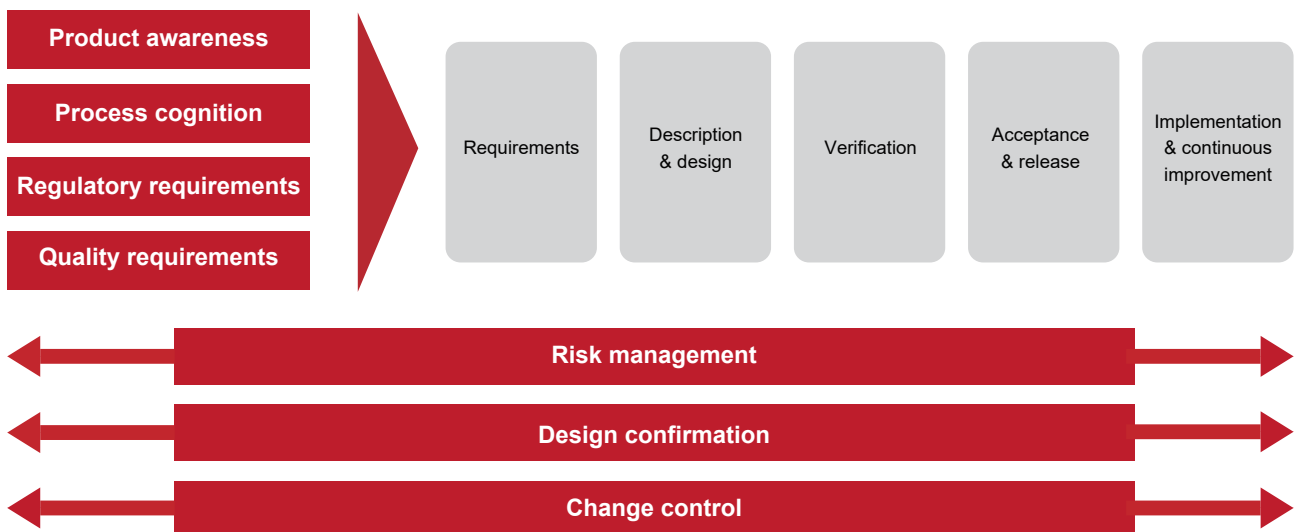 Product awareness
Process cognition
Regulatory requirements
Quality requirements
Requirements
Description
& design
Verification
Acceptance
& release
Implementation
& continuous
improvement
Risk management
Design confirmation
Change control